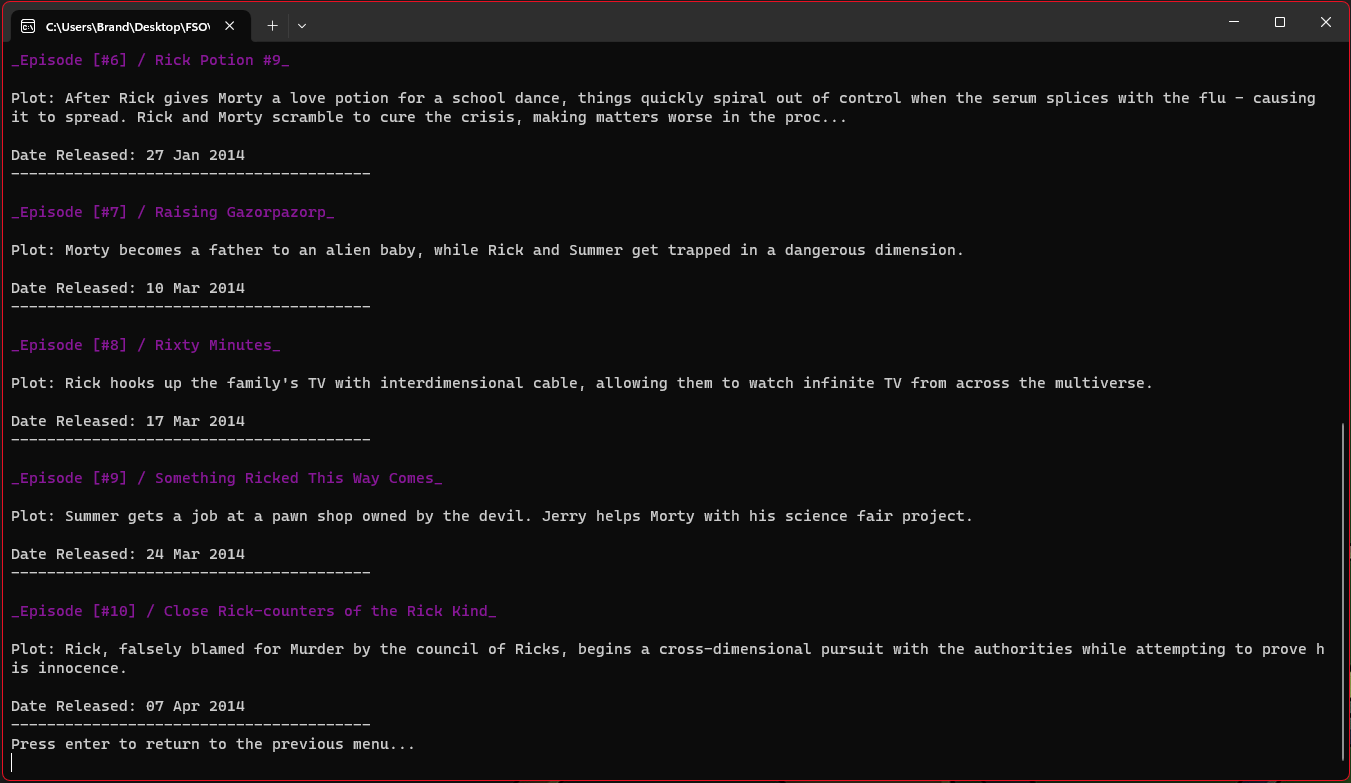 C:\Users\Brand\Desktop\FSO\
_Episode [#6] / Rick Potion #9_
Plot: After Rick gives Morty a love potion for a school dance, things quickly spiral out of control when the serum splices with the flu - causing
it to spread. Rick and Morty scramble to cure the crisis, making matters worse in the proc...
Date Released: 27 Jan 2014
----------------------------------------
_Episode [#7] / Raising Gazorpazorp_
Plot: Morty becomes a father to an alien baby, while Rick and Summer get trapped in a dangerous dimension.
Date Released: 10 Mar 2014
----------------------------------------
_Episode [#8] / Rixty Minutes_
Plot: Rick hooks up the family's TV with interdimensional cable, allowing them to watch infinite TV from across the multiverse.
Date Released: 17 Mar 2014
----------------------------------------
_Episode [#9] / Something Ricked This Way Comes_
Plot: Summer gets a job at a pawn shop owned by the devil. Jerry helps Morty with his science fair project.
Date Released: 24 Mar 2014
----------------------------------------
_Episode [#10] / Close Rick-counters of the Rick Kind_
Plot: Rick, falsely blamed for Murder by the council of Ricks, begins a cross-dimensional pursuit with the authorities while attempting to prove h
is innocence.
Date Released: 07 Apr 2014
----------------------------------------
Press enter to return to the previous menu...